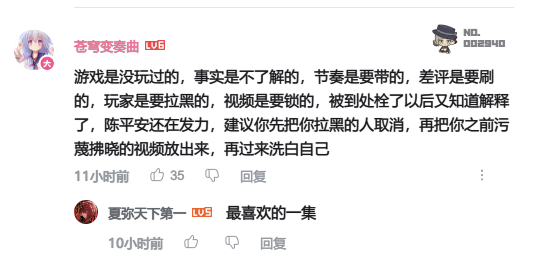 苍穹变奏曲 LV6
NO.
002940
游戏是没玩过的，事实是不了解的，节奏是要带的，差评是要刷
的，玩家是要拉黑的，视频是要锁的，被到处栓了以后又知道解释
了，陈平安还在发力，建议你先把你拉黑的人取消，再把你之前污
蔑拂晓的视频放出来，再过来洗白自己
11小时前 35 回复
夏弥天下第一 LV5 最喜欢的一集
10小时前 回复